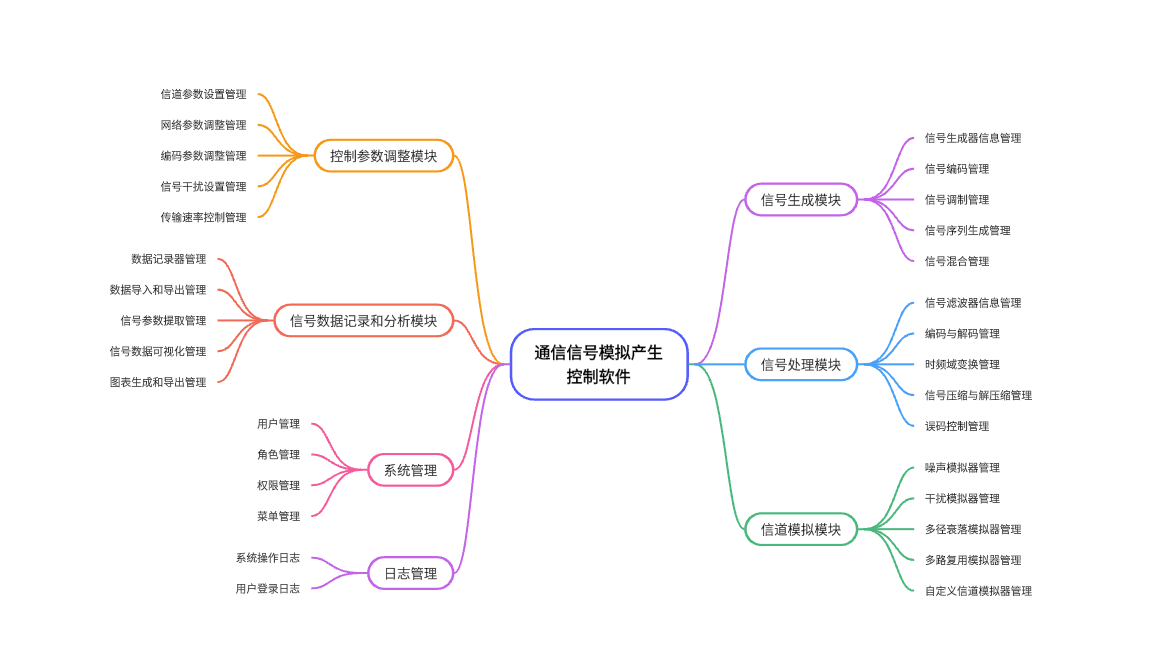 通信信号模拟产生
控制软件
信号生成模块
信号生成器信息管理
信号编码管理
信号调制管理
信号序列生成管理
信号混合管理
信号处理模块
信号滤波器信息管理
编码与解码管理
时频域变换管理
信号压缩与解压缩管理
误码控制管理
信道模拟模块
噪声模拟器管理
干扰模拟器管理
多径衰落模拟器管理
多路复用模拟器管理
自定义信道模拟器管理
控制参数调整模块
信道参数设置管理
网络参数调整管理
编码参数调整管理
信号干扰设置管理
传输速率控制管理
信号数据记录和分析模块
数据记录器管理
数据导入和导出管理
信号参数提取管理
信号数据可视化管理
图表生成和导出管理
系统管理
用户管理
角色管理
权限管理
菜单管理
日志管理
系统操作日志
用户登录日志